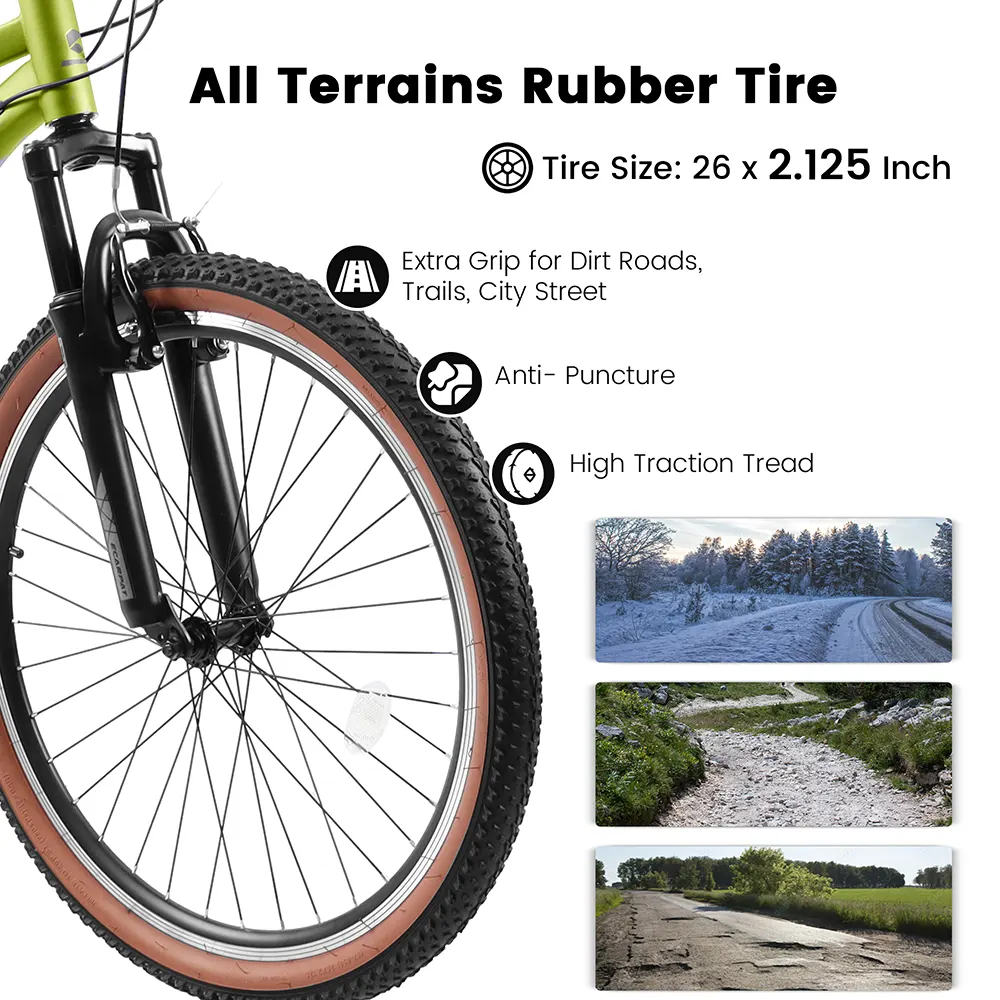 All Terrains Rubber Tire
Tire Size: 26 x 2.125 Inch
Extra Grip for Dirt Roads,
Trails, City Street
Anti- Puncture
High Traction Tread
ECARPAT